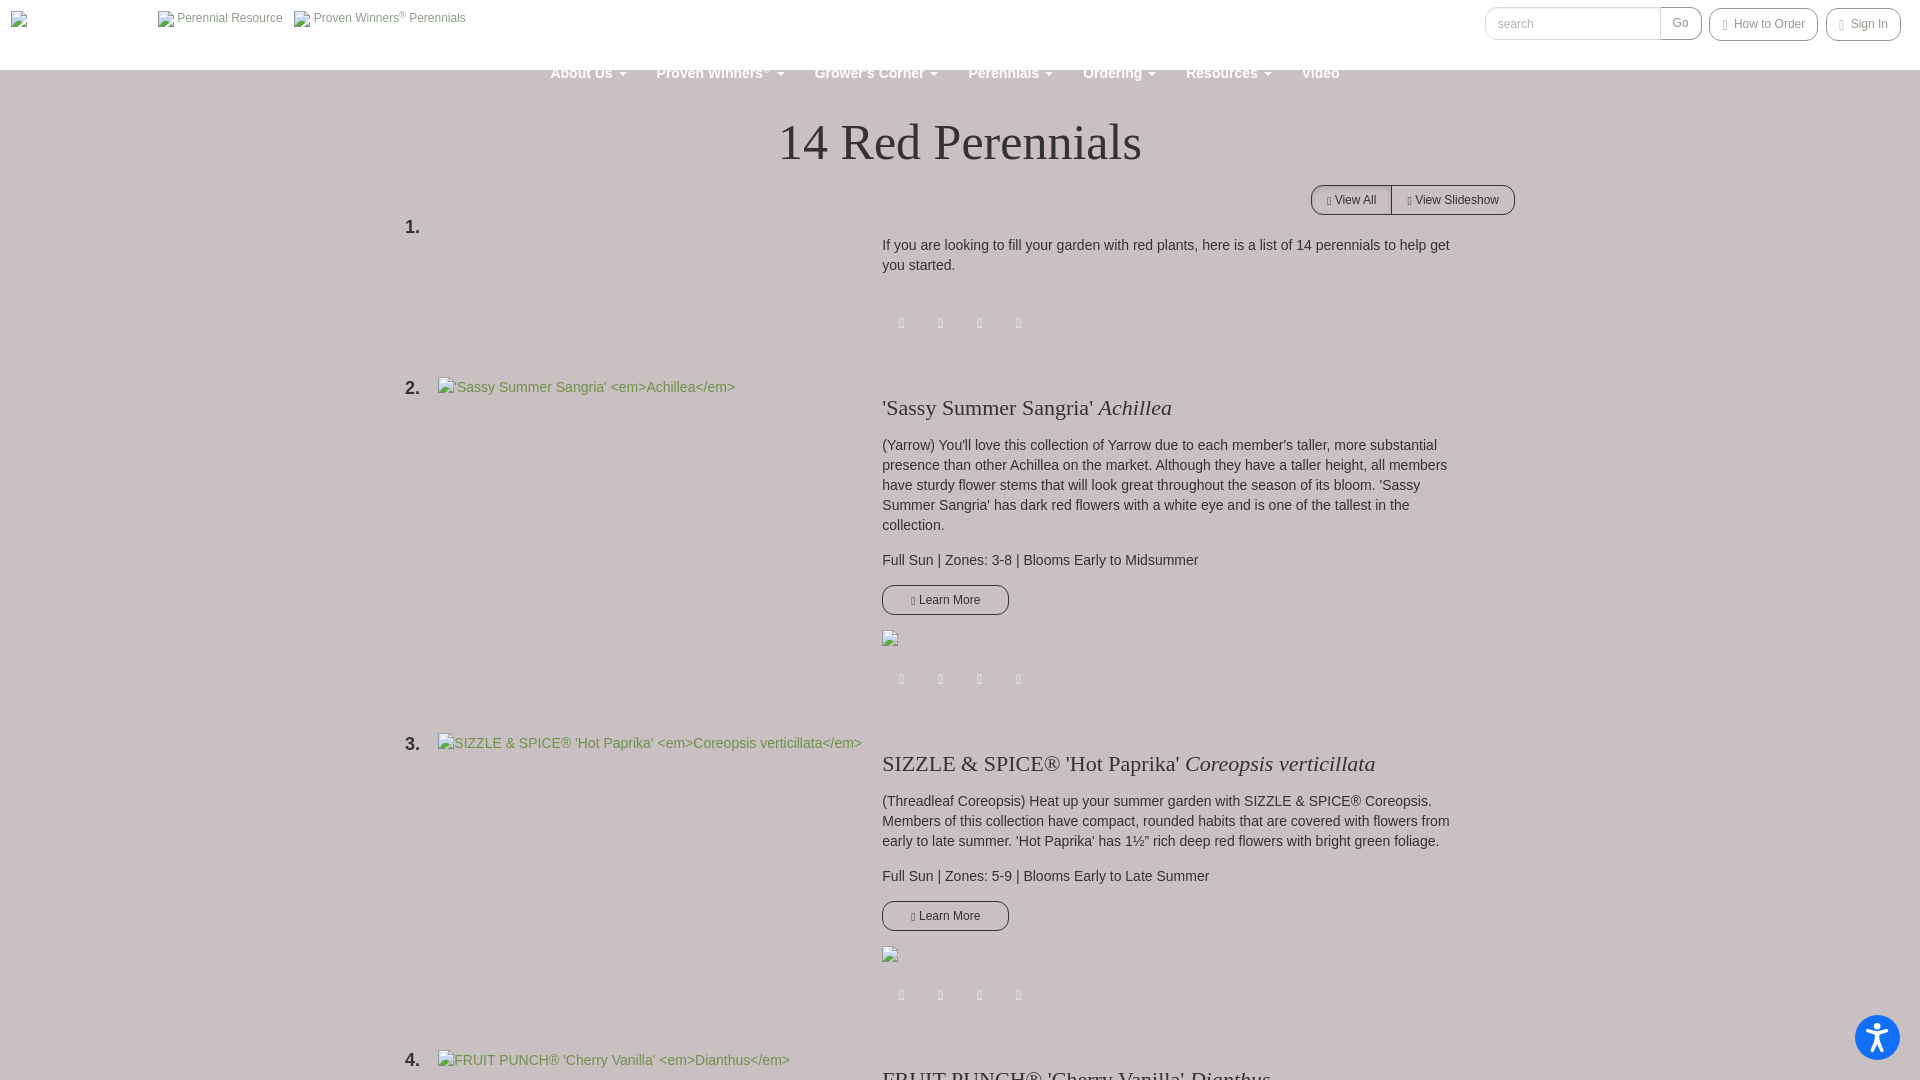 Perennial Resource
Proven Winners® Perennials
search
Go
How to Order
Sign In
About Us
Proven Winners®
Grower's Corner
Perennials
Ordering
Resources
Video
14 Red Perennials
View All
View Slideshow
1.
If you are looking to fill your garden with red plants, here is a list of 14 perennials to help get
you started.
2.
'Sassy Summer Sangria' <em>Achillea</em>
'Sassy Summer Sangria' Achillea
(Yarrow) You'll love this collection of Yarrow due to each member's taller, more substantial
presence than other Achillea on the market. Although they have a taller height, all members
have sturdy flower stems that will look great throughout the season of its bloom. 'Sassy
Summer Sangria' has dark red flowers with a white eye and is one of the tallest in the
collection.
Full Sun | Zones: 3-8 | Blooms Early to Midsummer
Learn More
3.
SIZZLE & SPICE® 'Hot Paprika' <em>Coreopsis verticillata</em>
SIZZLE & SPICE® 'Hot Paprika' Coreopsis verticillata
(Threadleaf Coreopsis) Heat up your summer garden with SIZZLE & SPICE® Coreopsis.
Members of this collection have compact, rounded habits that are covered with flowers from
early to late summer. 'Hot Paprika' has 1½” rich deep red flowers with bright green foliage.
Full Sun | Zones: 5-9 | Blooms Early to Late Summer
Learn More
4.
FRUIT PUNCH® 'Cherry Vanilla' <em>Dianthus</em>
FRUIT PUNCH® 'Cherry Vanilla' Dianthus